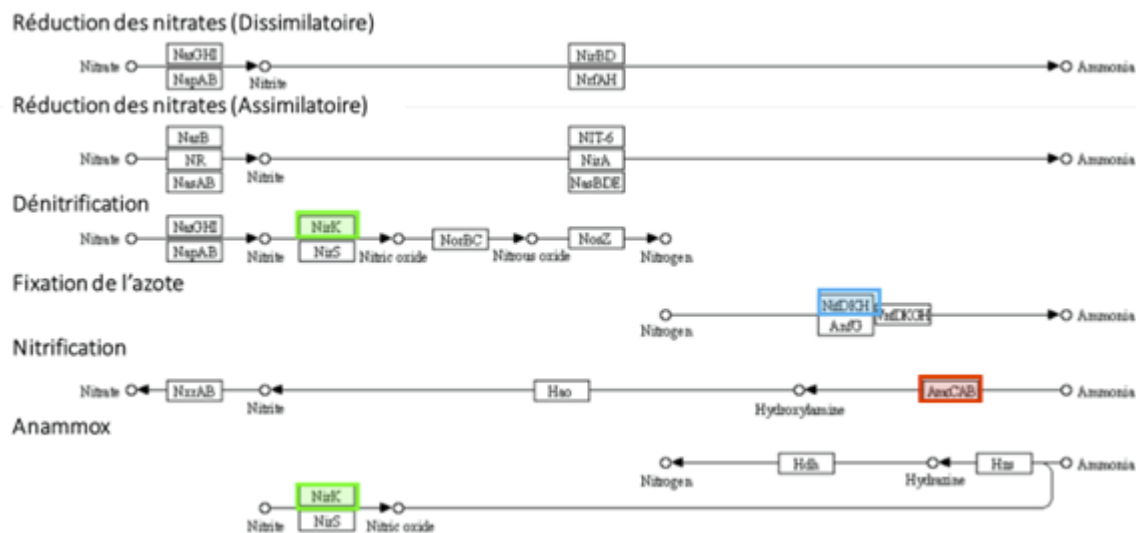 Réduction des nitrates (Dissimilatoire)
NarGHI NirBD
Nitrate Nitrite Ammonia
NapAB NrfAH
Réduction des nitrates (Assimilatoire)
NarB NIT-6
Nitrate NR Nitrite NirA Ammonia
NasAB NasBDE
Dénitrification
NarGHI NirK
Nitrate Nitrite Nitric oxide NorBC Nitrous oxide NosZ Nitrogen
NapAB NirS
Fixation de l'azote
NifDKH VnfDKGH
Nitrogen AnfG Ammonia
Nitrification
Nitrate NxrAB Nitrite Hao Hydroxylamine AmoCAB Ammonia
Anammox
Nitrogen Hdh Hydrazine Hzs Ammonia
NirK
Nitrite NirS Nitric oxide